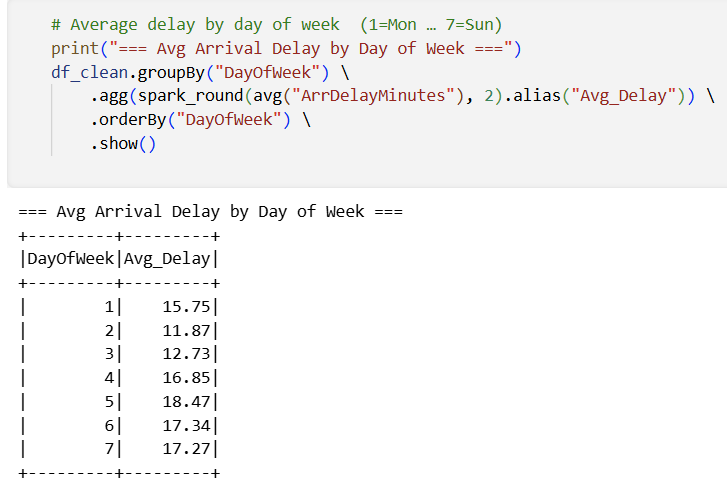 # Average delay by day of week  (1=Mon … 7=Sun)
print("=== Avg Arrival Delay by Day of Week ===")
df_clean.groupBy("DayOfWeek") \
    .agg(spark_round(avg("ArrDelayMinutes"), 2).alias("Avg_Delay")) \
    .orderBy("DayOfWeek") \
    .show()
=== Avg Arrival Delay by Day of Week ===
+---------+---------+
|DayOfWeek|Avg_Delay|
+---------+---------+
|        1|    15.75|
|        2|    11.87|
|        3|    12.73|
|        4|    16.85|
|        5|    18.47|
|        6|    17.34|
|        7|    17.27|
+---------+---------+